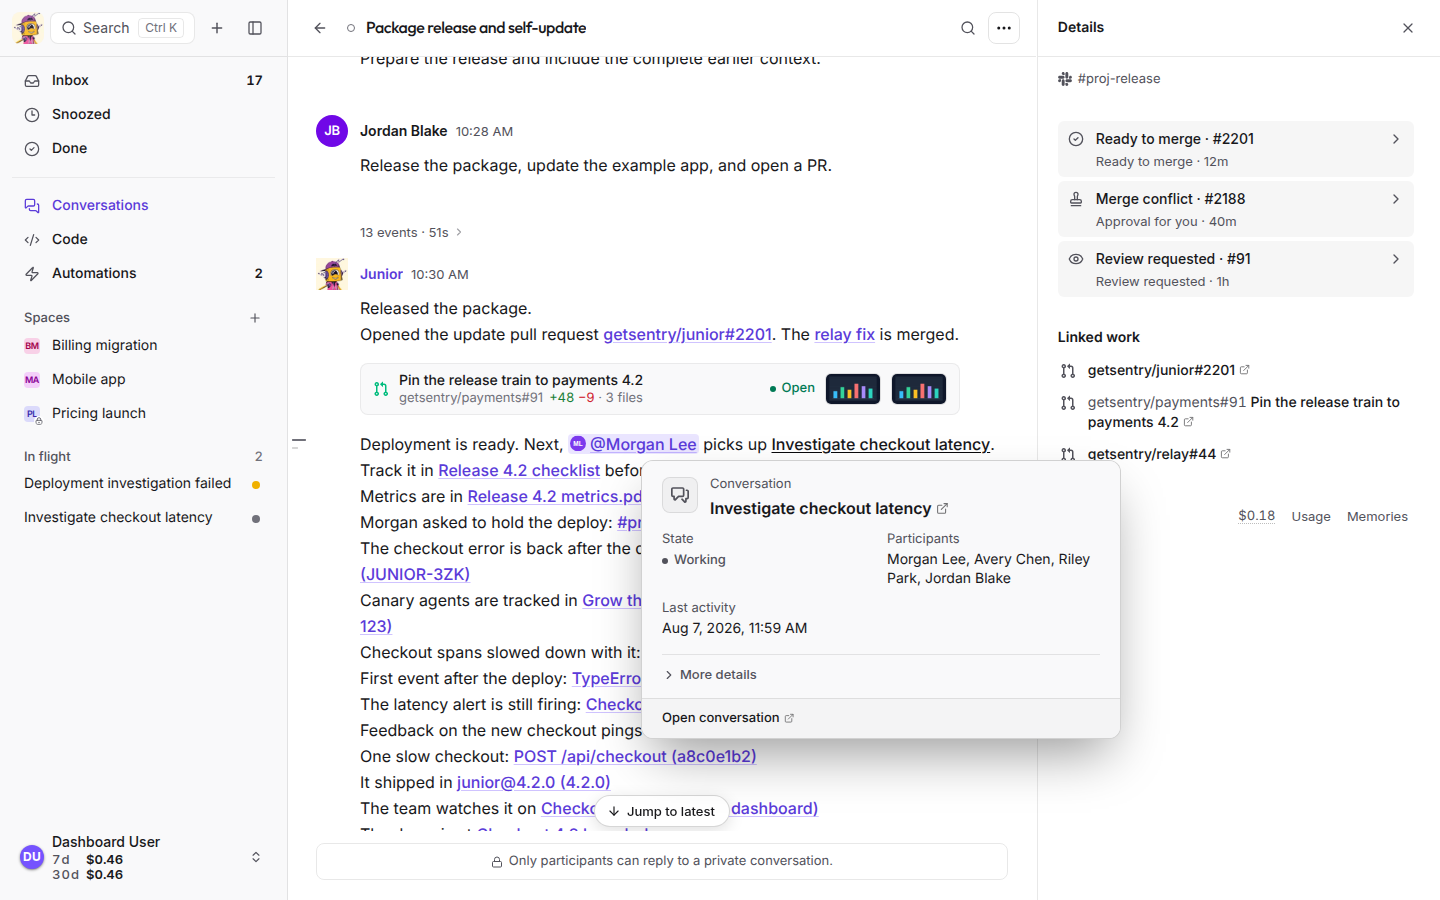 Search Ctrl K
Inbox 17
Snoozed
Done
Conversations
Code
Automations 2
Spaces
BM Billing migration
MA Mobile app
PL Pricing launch
In flight 2
Deployment investigation failed
Investigate checkout latency
DU Dashboard User
7d $0.46
30d $0.46
Package release and self-update
Prepare the release and include the complete earlier context.
JB Jordan Blake 10:28 AM
Release the package, update the example app, and open a PR.
13 events · 51s
Junior 10:30 AM
Released the package.
Opened the update pull request getsentry/junior#2201. The relay fix is merged.
Pin the release train to payments 4.2
getsentry/payments#91 +48 −9 · 3 files
Open
Deployment is ready. Next, ML @Morgan Lee picks up Investigate checkout latency.
Track it in Release 4.2 checklist
Metrics are in Release 4.2
Morgan asked to hold the deploy:
The checkout error is back after the
(JUNIOR-3ZK)
Canary agents are tracked in Grow
123)
Checkout spans slowed down with it:
First event after the deploy:
The latency alert is still firing:
Feedback on the new checkout pings
One slow checkout: POST /api/checkout (a8c0e1b2)
It shipped in junior@4.2.0 (4.2.0)
The team watches it on dashboard)
Jump to latest
Only participants can reply to a private conversation.
Conversation
Investigate checkout latency
State
Working
Participants
Morgan Lee, Avery Chen, Riley
Park, Jordan Blake
Last activity
Aug 7, 2026, 11:59 AM
More details
Open conversation
Details
#proj-release
Ready to merge · #2201
Ready to merge · 12m
Merge conflict · #2188
Approval for you · 40m
Review requested · #91
Review requested · 1h
Linked work
getsentry/junior#2201
getsentry/payments#91 Pin the release train to
payments 4.2
getsentry/relay#44
$0.18 Usage Memories